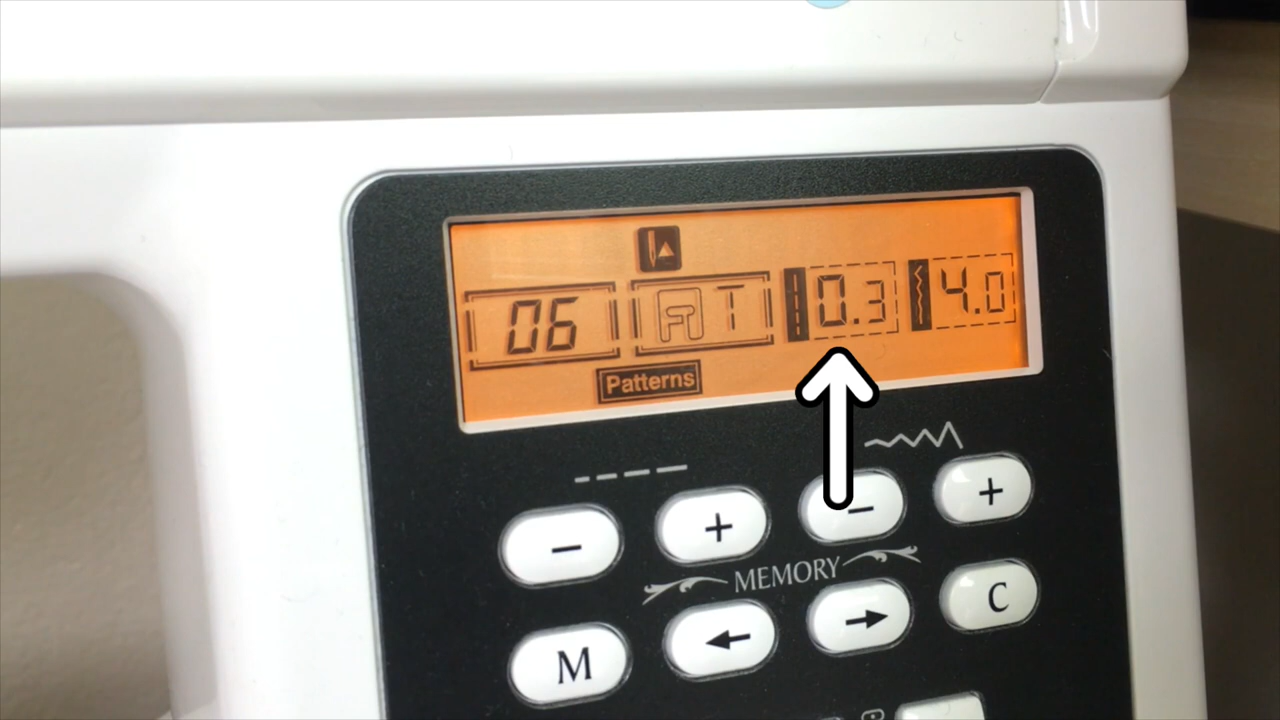 06 T 0.3 4.0
Patterns
− + − +
MEMORY
M ← → C